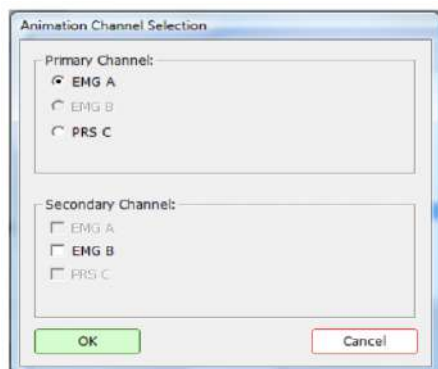 Animation Channel Selection
Primary Channel:
EMG A
EMG B
PRS C
Secondary Channel:
EMG A
EMG B
PRS C
OK
Cancel